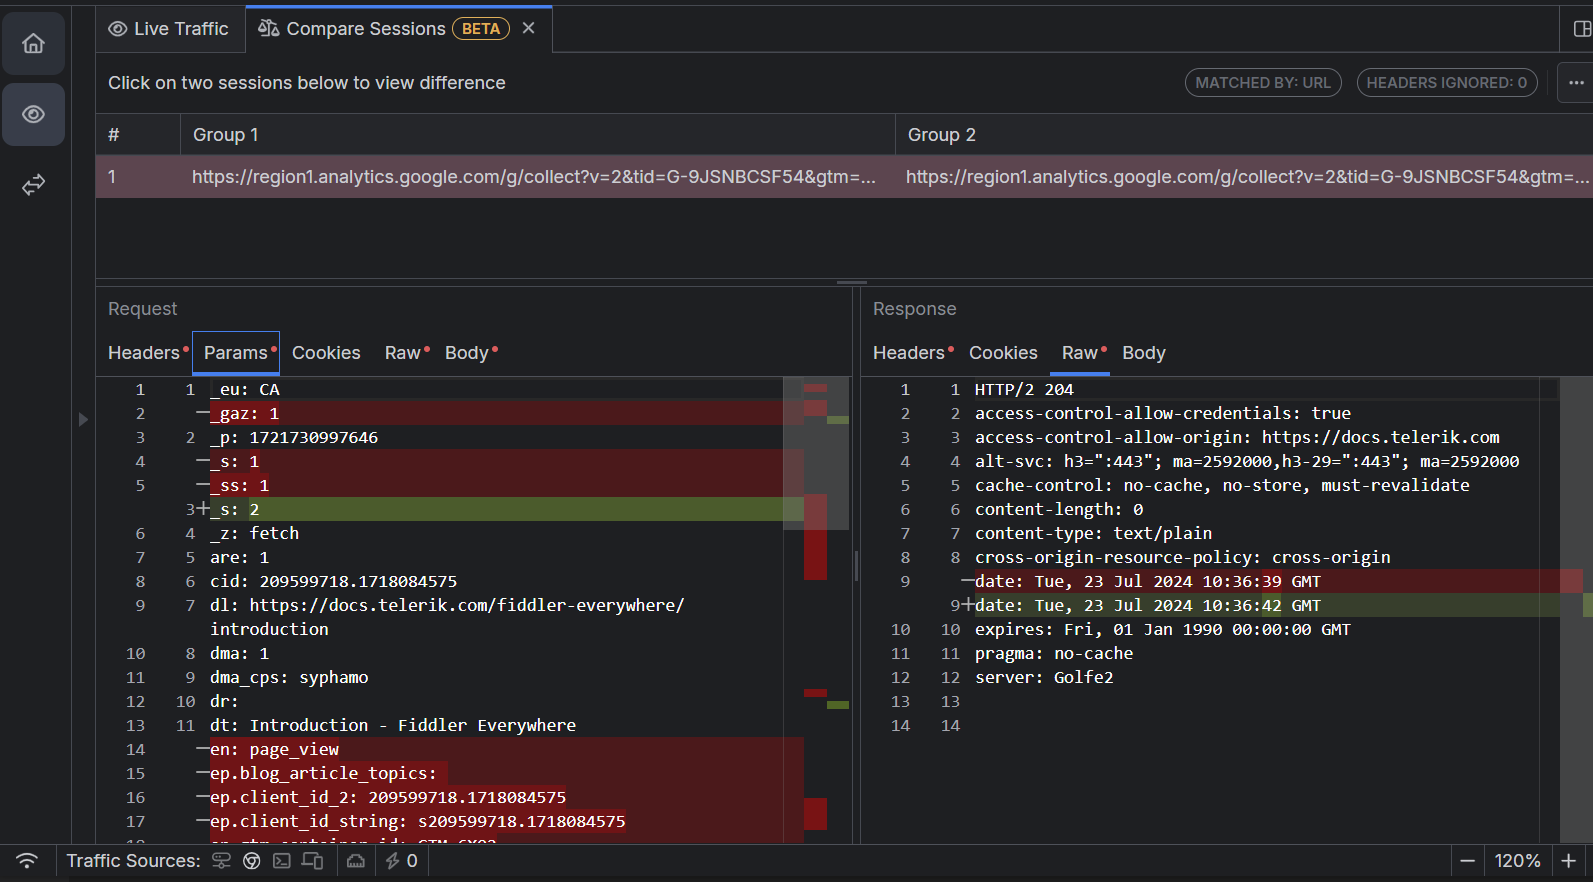 Live Traffic
Compare Sessions BETA
Click on two sessions below to view difference
MATCHED BY: URL
HEADERS IGNORED: 0
# Group 1 Group 2
1 https://region1.analytics.google.com/g/collect?v=2&tid=G-9JSNBCSF54&gtm=... https://region1.analytics.google.com/g/collect?v=2&tid=G-9JSNBCSF54&gtm=...
Request
Headers Params Cookies Raw Body
1 1 _eu: CA
2 —_gaz: 1
3 2 _p: 1721730997646
4 —_s: 1
5 —_ss: 1
3+_s: 2
6 4 _z: fetch
7 5 are: 1
8 6 cid: 209599718.1718084575
9 7 dl: https://docs.telerik.com/fiddler-everywhere/
introduction
10 8 dma: 1
11 9 dma_cps: syphamo
12 10 dr:
13 11 dt: Introduction - Fiddler Everywhere
14 —en: page_view
15 —ep.blog_article_topics:
16 —ep.client_id_2: 209599718.1718084575
17 —ep.client_id_string: s209599718.1718084575
Response
Headers Cookies Raw Body
1 1 HTTP/2 204
2 2 access-control-allow-credentials: true
3 3 access-control-allow-origin: https://docs.telerik.com
4 4 alt-svc: h3=":443"; ma=2592000,h3-29=":443"; ma=2592000
5 5 cache-control: no-cache, no-store, must-revalidate
6 6 content-length: 0
7 7 content-type: text/plain
8 8 cross-origin-resource-policy: cross-origin
9 —date: Tue, 23 Jul 2024 10:36:39 GMT
9+date: Tue, 23 Jul 2024 10:36:42 GMT
10 10 expires: Fri, 01 Jan 1990 00:00:00 GMT
11 11 pragma: no-cache
12 12 server: Golfe2
13 13
14 14
Traffic Sources: 0
120%